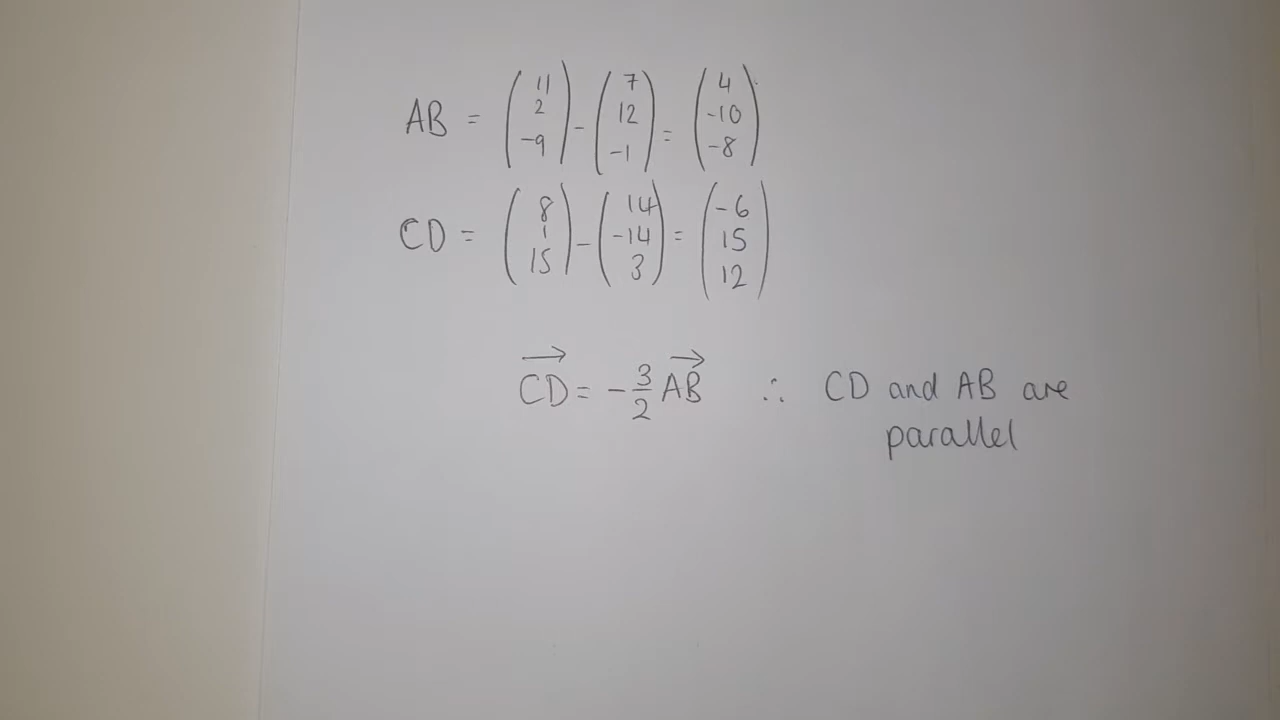 AB = (11 2 -9) - (7 12 -1) = (4 -10 -8)
CD = (8 1 15) - (14 -14 3) = (-6 15 12)
→CD = -3/2 →AB ∴ CD and AB are
parallel